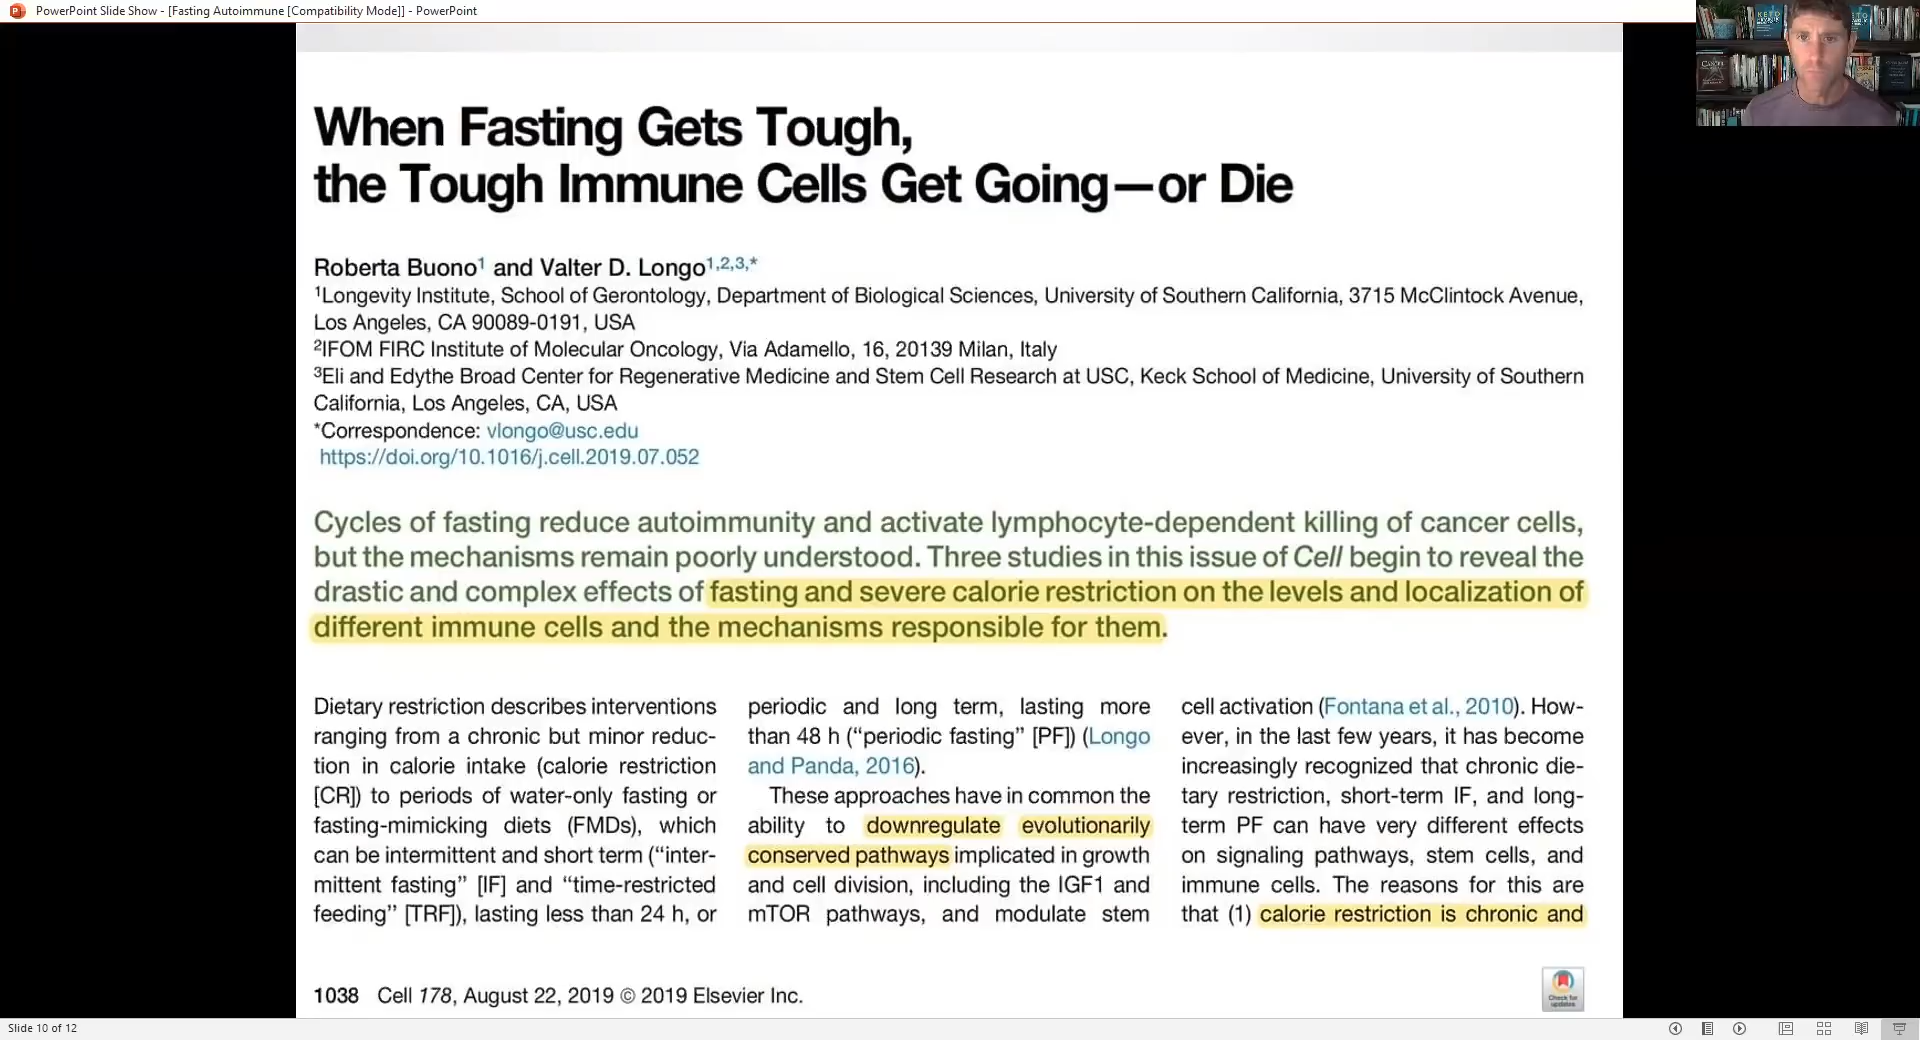 PowerPoint Slide Show - [Fasting Autoimmune [Compatibility Mode]] - PowerPoint
When Fasting Gets Tough,
the Tough Immune Cells Get Going—or Die
Roberta Buono1 and Valter D. Longo1,2,3,*
1Longevity Institute, School of Gerontology, Department of Biological Sciences, University of Southern California, 3715 McClintock Avenue,
Los Angeles, CA 90089-0191, USA
2IFOM FIRC Institute of Molecular Oncology, Via Adamello, 16, 20139 Milan, Italy
3Eli and Edythe Broad Center for Regenerative Medicine and Stem Cell Research at USC, Keck School of Medicine, University of Southern
California, Los Angeles, CA, USA
*Correspondence: vlongo@usc.edu
https://doi.org/10.1016/j.cell.2019.07.052
Cycles of fasting reduce autoimmunity and activate lymphocyte-dependent killing of cancer cells,
but the mechanisms remain poorly understood. Three studies in this issue of Cell begin to reveal the
drastic and complex effects of fasting and severe calorie restriction on the levels and localization of
different immune cells and the mechanisms responsible for them.
Dietary restriction describes interventions
ranging from a chronic but minor reduc-
tion in calorie intake (calorie restriction
[CR]) to periods of water-only fasting or
fasting-mimicking diets (FMDs), which
can be intermittent and short term (“inter-
mittent fasting” [IF] and “time-restricted
feeding” [TRF]), lasting less than 24 h, or
periodic and long term, lasting more
than 48 h (“periodic fasting” [PF]) (Longo
and Panda, 2016).
These approaches have in common the
ability to downregulate evolutionarily
conserved pathways implicated in growth
and cell division, including the IGF1 and
mTOR pathways, and modulate stem
cell activation (Fontana et al., 2010). How-
ever, in the last few years, it has become
increasingly recognized that chronic die-
tary restriction, short-term IF, and long-
term PF can have very different effects
on signaling pathways, stem cells, and
immune cells. The reasons for this are
that (1) calorie restriction is chronic and
1038 Cell 178, August 22, 2019 © 2019 Elsevier Inc.
Check for
updates
Slide 10 of 12
KETO
CANCER